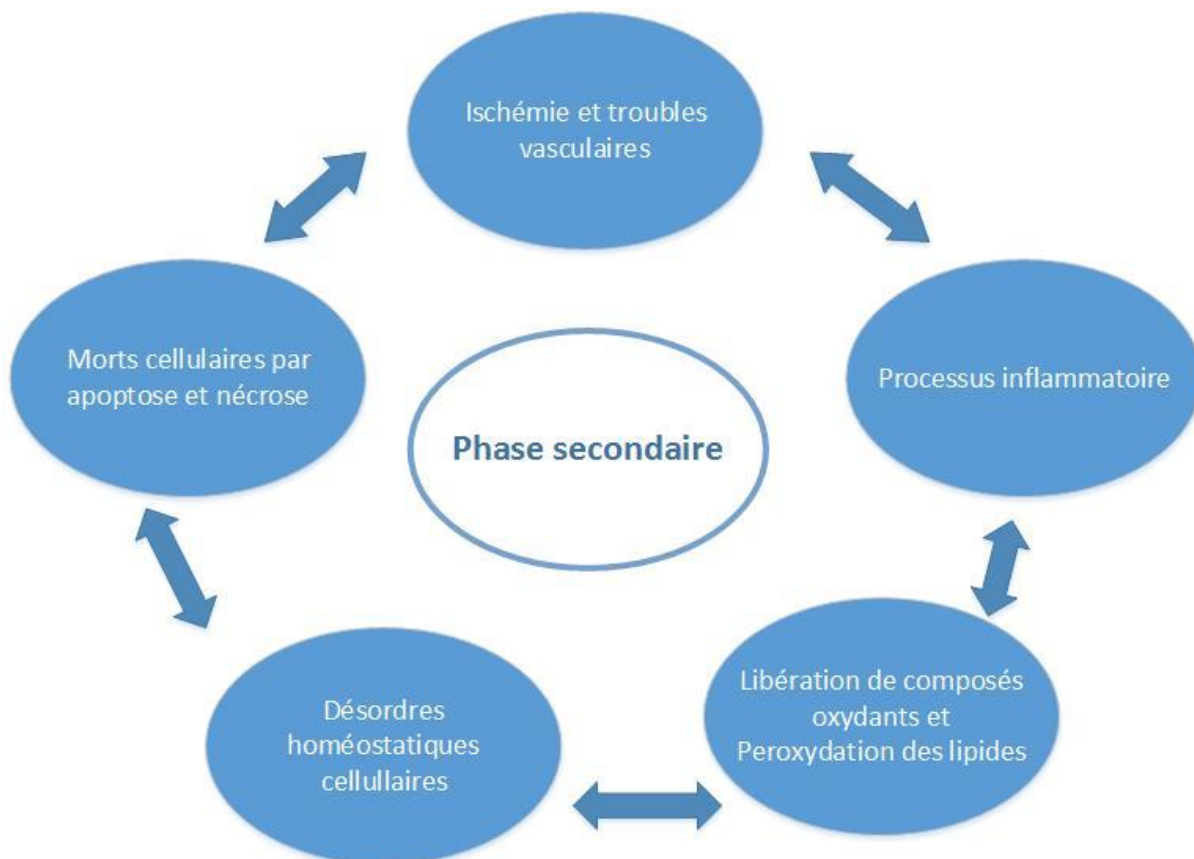 Ischémie et troubles
vasculaires
Morts cellulaires par
apoptose et nécrose
Processus inflammatoire
Phase secondaire
Libération de composés
oxydants et
Peroxydation des lipides
Désordres
homéostatiques
cellullaires